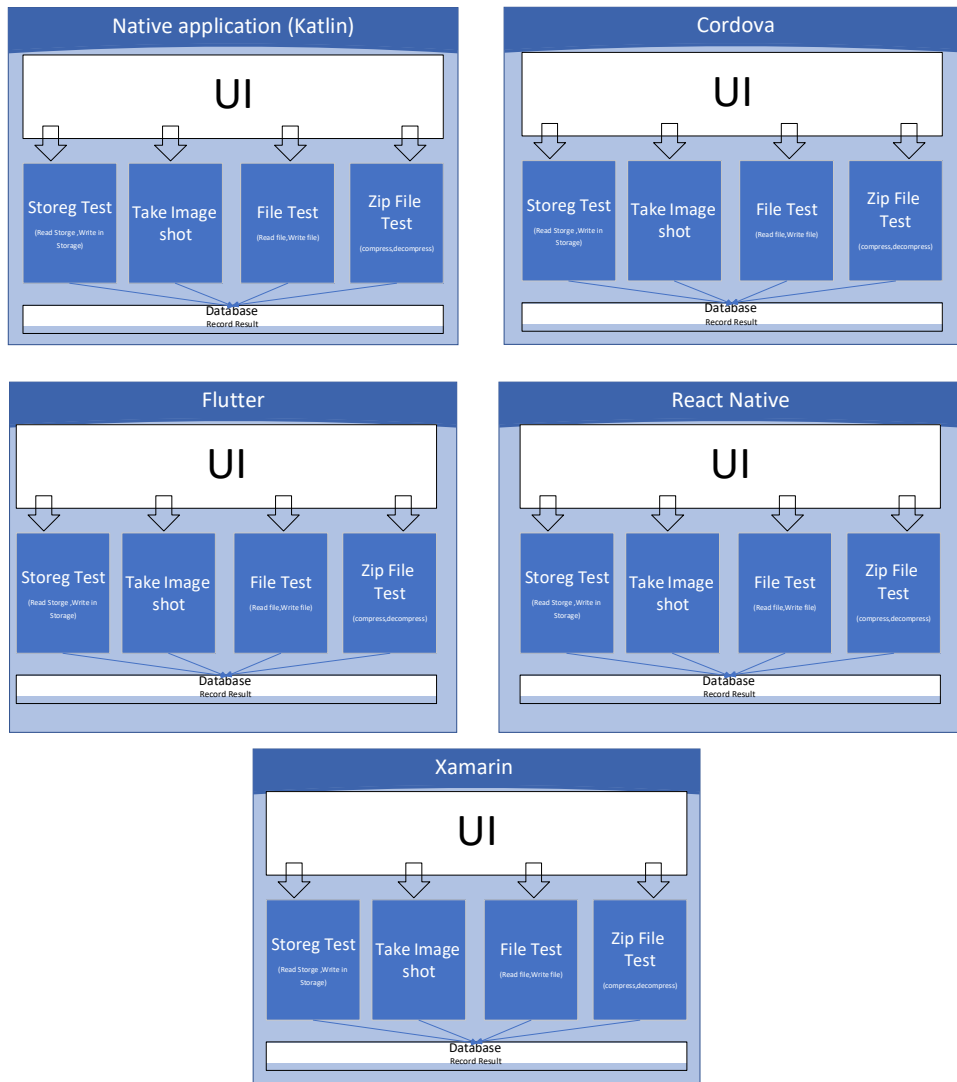 Native application (Katlin)
UI
Storeg Test
(Read Storge ,Write in
Storage)
Take Image
shot
File Test
(Read file,Write file)
Zip File
Test
(compress,decompress)
Database
Record Result
Cordova
UI
Storeg Test
(Read Storge ,Write in
Storage)
Take Image
shot
File Test
(Read file,Write file)
Zip File
Test
(compress,decompress)
Database
Record Result
Flutter
UI
Storeg Test
(Read Storge ,Write in
Storage)
Take Image
shot
File Test
(Read file,Write file)
Zip File
Test
(compress,decompress)
Database
Record Result
React Native
UI
Storeg Test
(Read Storge ,Write in
Storage)
Take Image
shot
File Test
(Read file,Write file)
Zip File
Test
(compress,decompress)
Database
Record Result
Xamarin
UI
Storeg Test
(Read Storge ,Write in
Storage)
Take Image
shot
File Test
(Read file,Write file)
Zip File
Test
(compress,decompress)
Database
Record Result